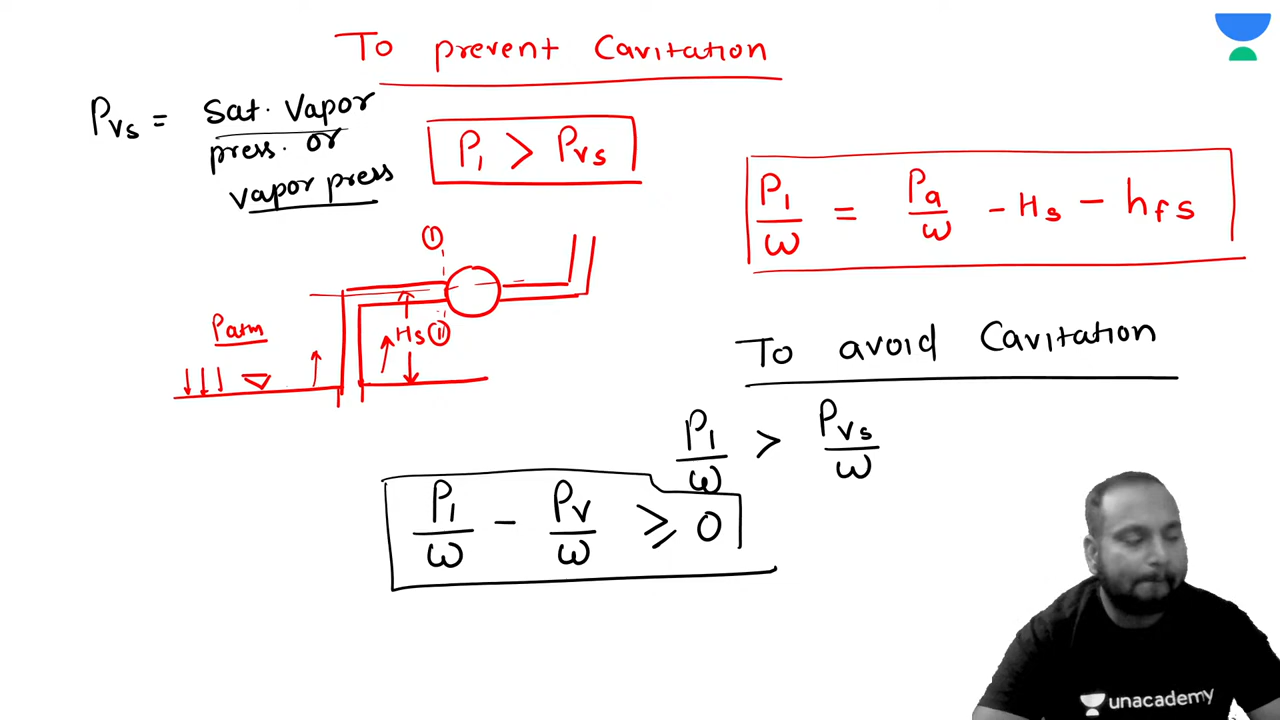 To prevent Cavitation
Pvs = Sat. Vapor
press. or
vapor press
P1 > Pvs
P1/ω = Pa/ω - Hs - hfs
①
Patm
Hs ①
To avoid Cavitation
P1/ω > Pvs/ω
P1/ω - Pv/ω ⩾ 0
unacademy